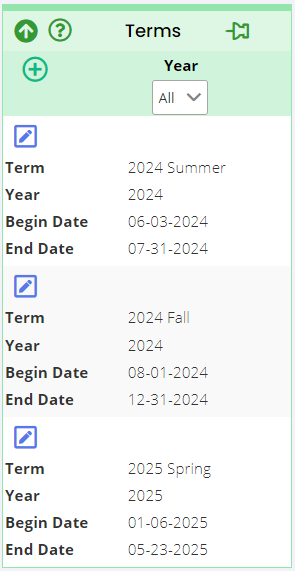 Terms
Year
All
Term 2024 Summer
Year 2024
Begin Date 06-03-2024
End Date 07-31-2024
Term 2024 Fall
Year 2024
Begin Date 08-01-2024
End Date 12-31-2024
Term 2025 Spring
Year 2025
Begin Date 01-06-2025
End Date 05-23-2025